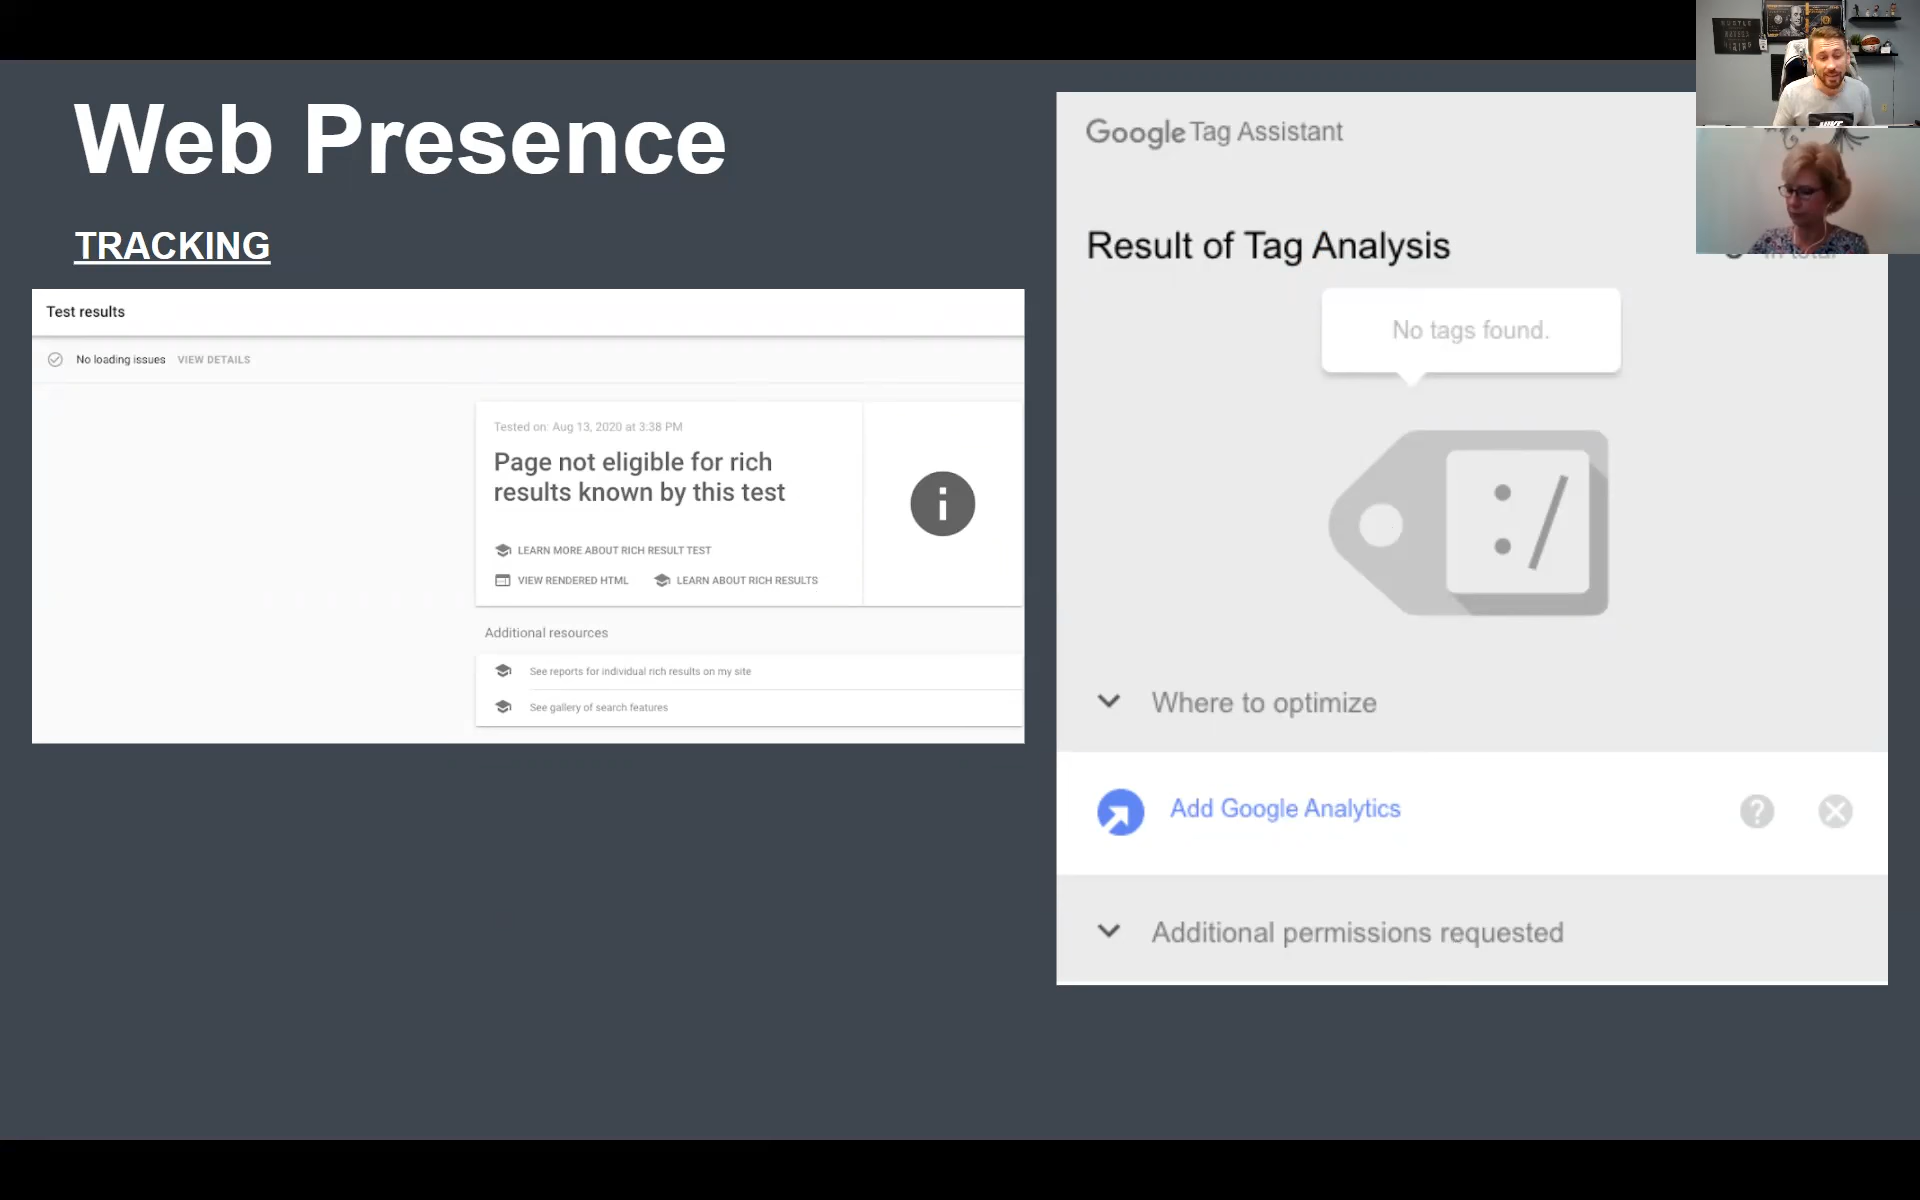 Web Presence
TRACKING
Test results
No loading issues VIEW DETAILS
Tested on: Aug 13, 2020 at 3:38 PM
Page not eligible for rich
results known by this test
LEARN MORE ABOUT RICH RESULT TEST
VIEW RENDERED HTML LEARN ABOUT RICH RESULTS
Additional resources
See reports for individual rich results on my site
See gallery of search features
Google Tag Assistant
Result of Tag Analysis
No tags found.
:/
Where to optimize
Add Google Analytics
?
Additional permissions requested
HUSTLE